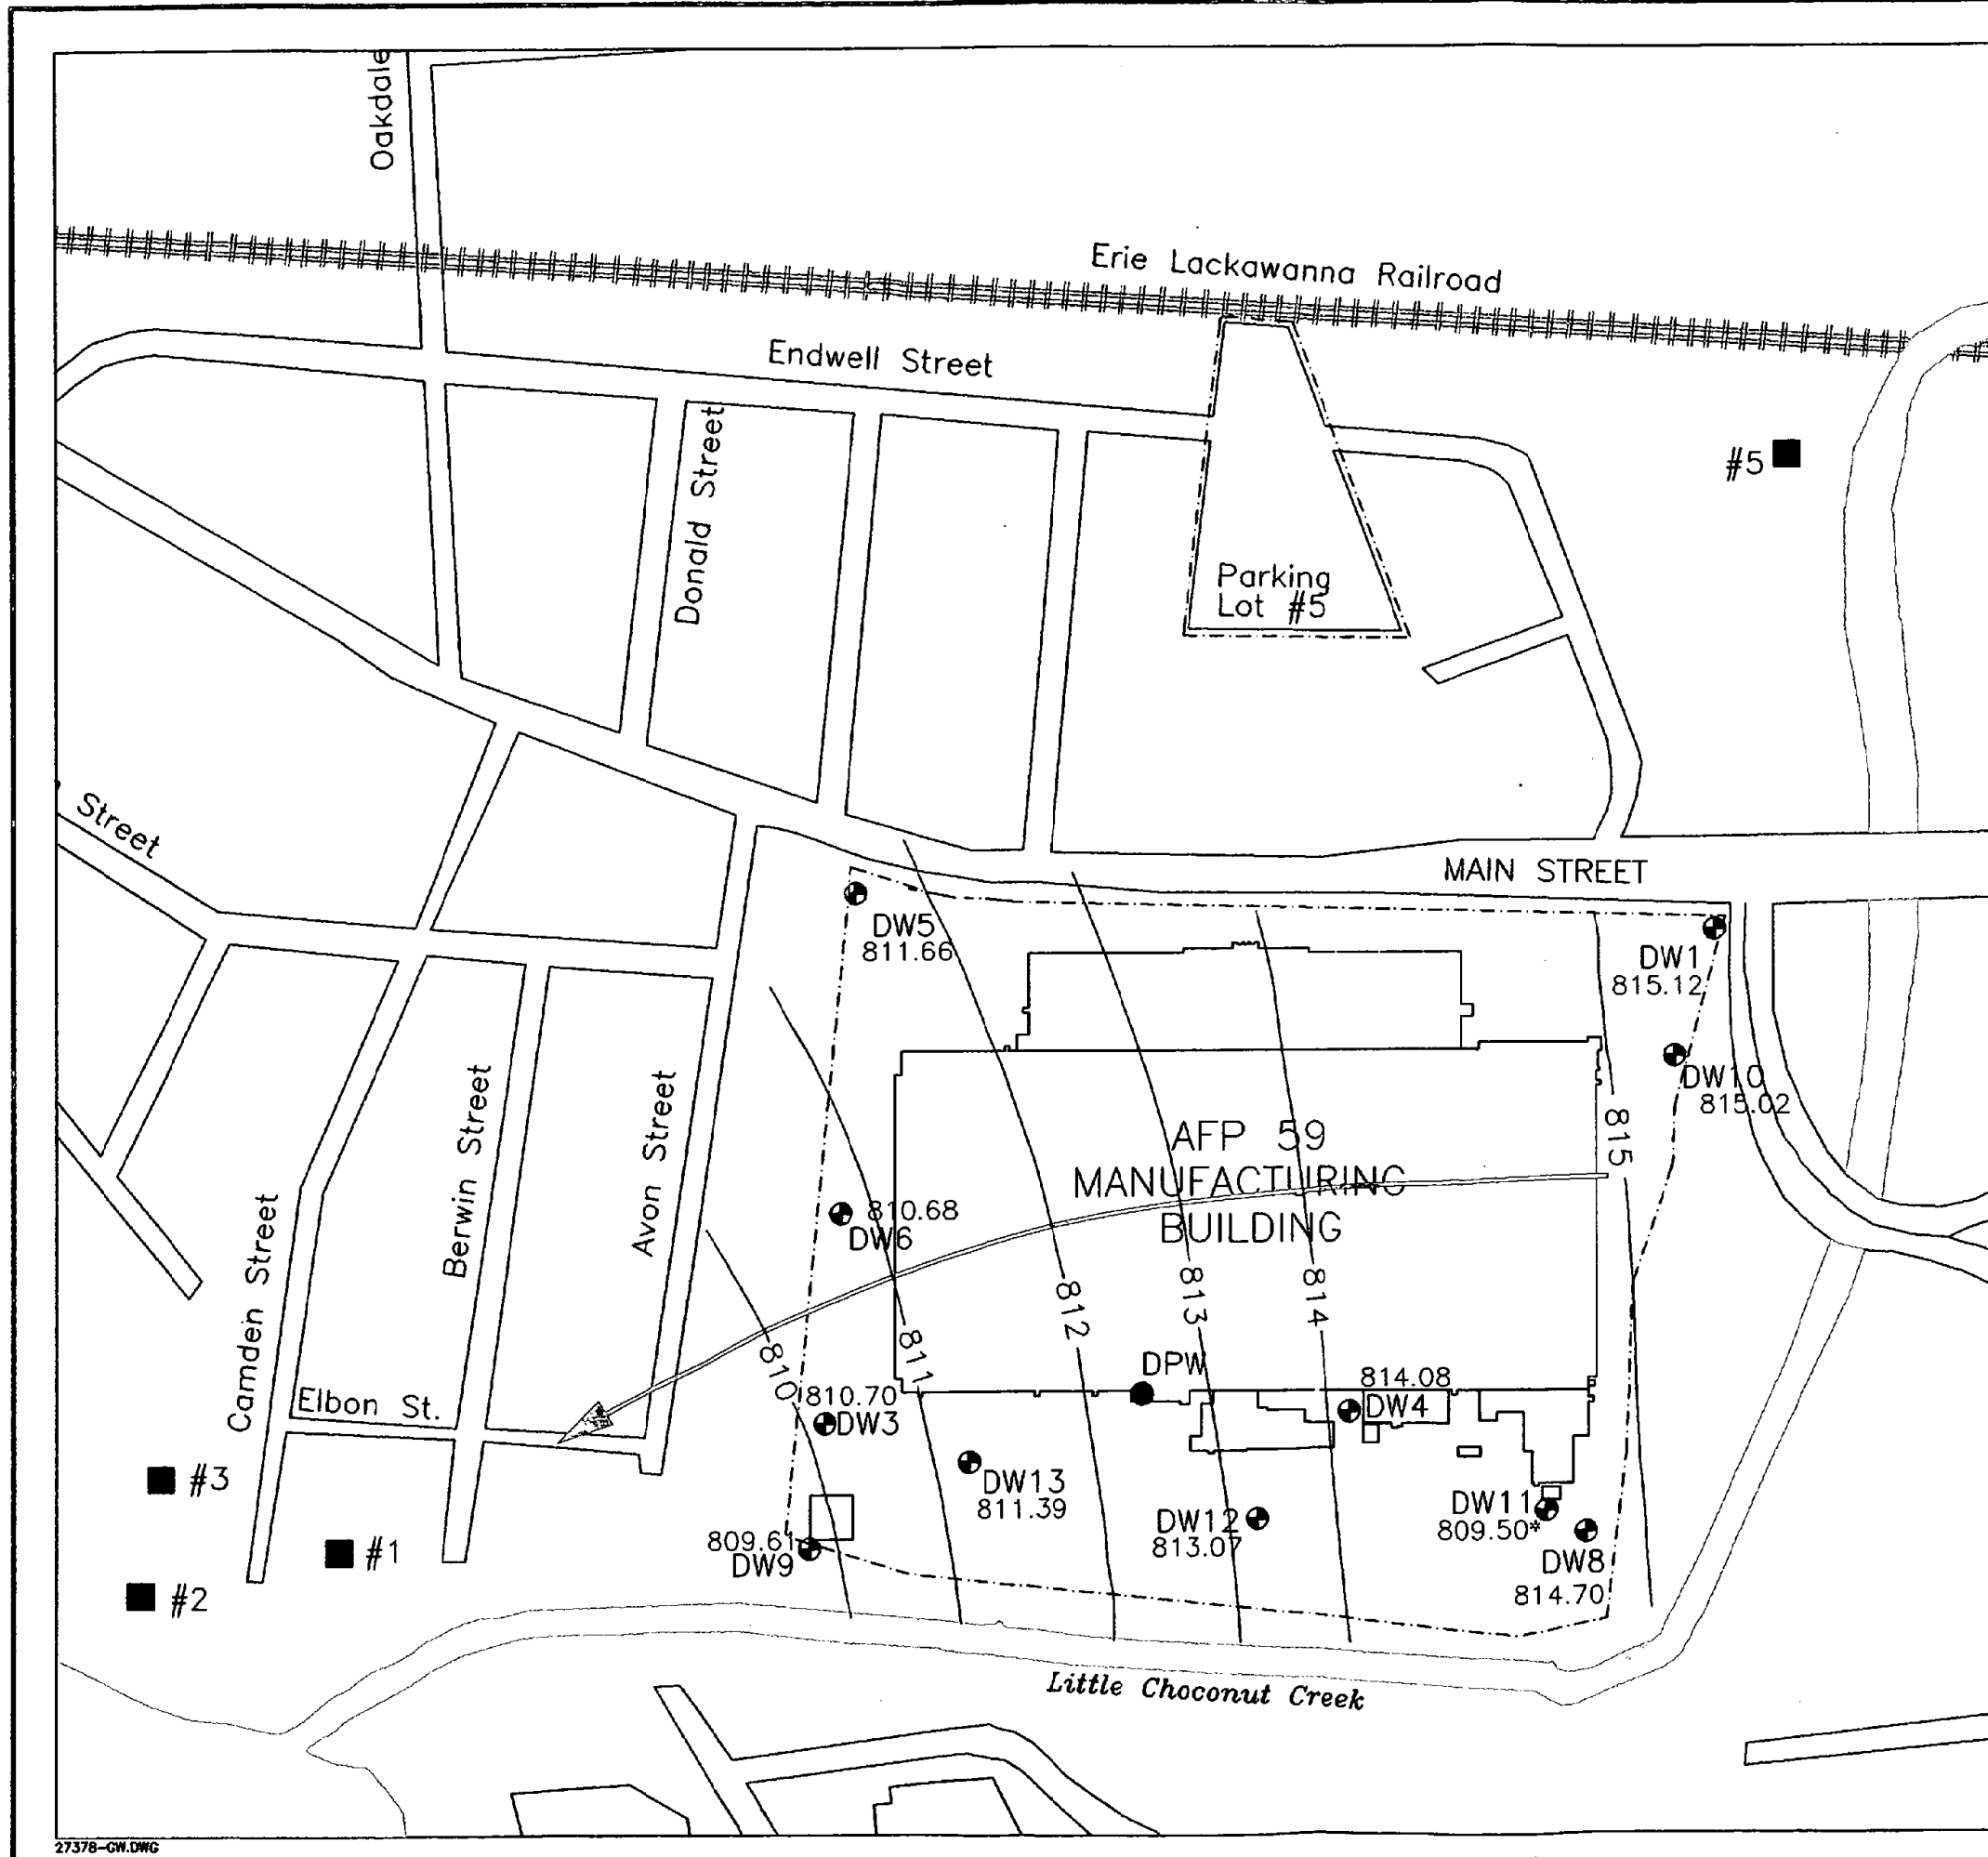 Oakdale
Erie Lackawanna Railroad
Endwell Street
Donald Street
#5
Parking
Lot #5
Street
MAIN STREET
DW5
811.66
DW1
815.12
DW10
815.02
815
AFP 59
MANUFACTURING
BUILDING
Camden Street
Berwin Street
Avon Street
810.68
DW6
812
813
814
811
810
DPW
814.08
DW4
Elbon St.
810.70
DW3
#3
DW13
811.39
DW12
813.07
DW11
809.50*
DW8
814.70
809.61
DW9
#1
#2
Little Choconut Creek
27378-GW.DWG